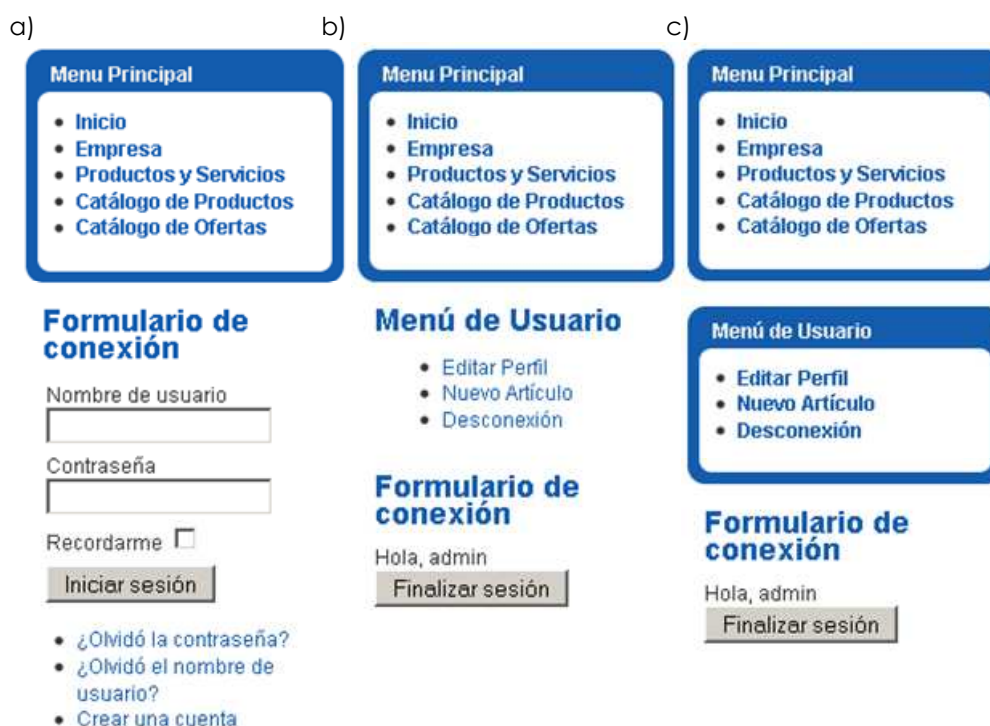 a)
Menu Principal
Inicio
Empresa
Productos y Servicios
Catálogo de Productos
Catálogo de Ofertas
Formulario de
conexión
Nombre de usuario
Contraseña
Recordarme
Iniciar sesión
¿Olvidó la contraseña?
¿Olvidó el nombre de
usuario?
Crear una cuenta
b)
Menu Principal
Inicio
Empresa
Productos y Servicios
Catálogo de Productos
Catálogo de Ofertas
Menú de Usuario
Editar Perfil
Nuevo Artículo
Desconexión
Formulario de
conexión
Hola, admin
Finalizar sesión
c)
Menu Principal
Inicio
Empresa
Productos y Servicios
Catálogo de Productos
Catálogo de Ofertas
Menú de Usuario
Editar Perfil
Nuevo Artículo
Desconexión
Formulario de
conexión
Hola, admin
Finalizar sesión